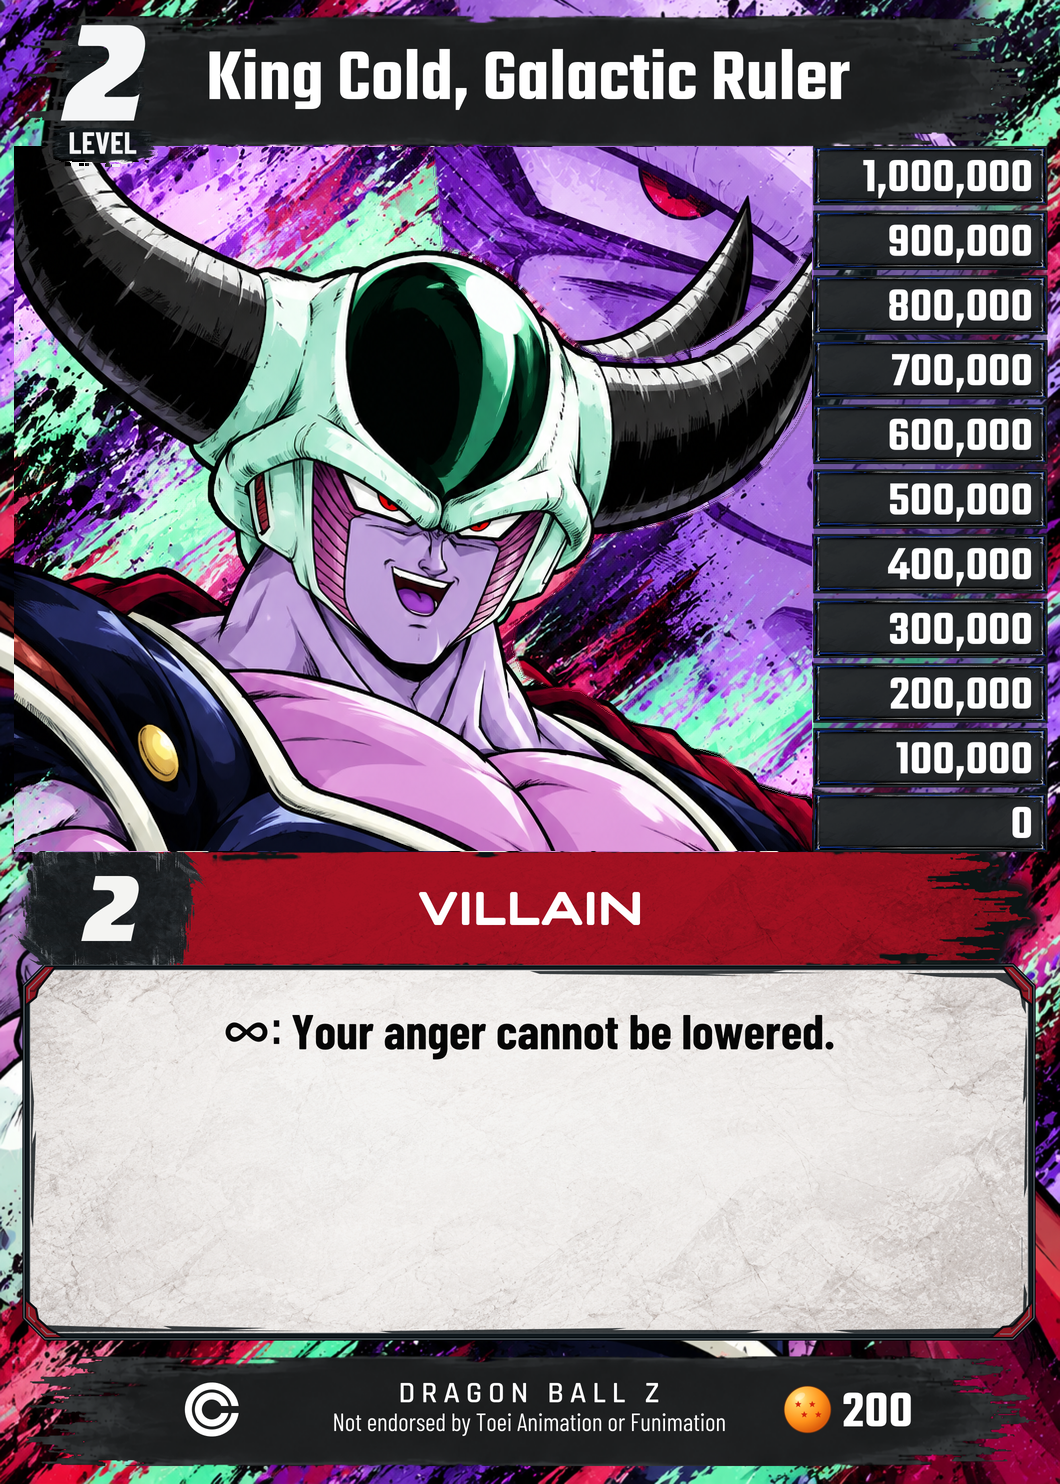 2
LEVEL
King Cold, Galactic Ruler
1,000,000
900,000
800,000
700,000
600,000
500,000
400,000
300,000
200,000
100,000
0
2
VILLAIN
∞: Your anger cannot be lowered.
DRAGON BALL Z
Not endorsed by Toei Animation or Funimation
200